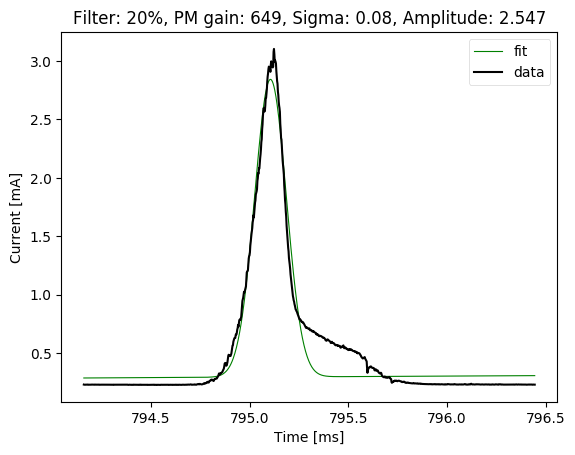 Filter: 20%, PM gain: 649, Sigma: 0.08, Amplitude: 2.547
fit
data
3.0
2.5
2.0
1.5
1.0
0.5
Current [mA]
794.5 795.0 795.5 796.0 796.5
Time [ms]